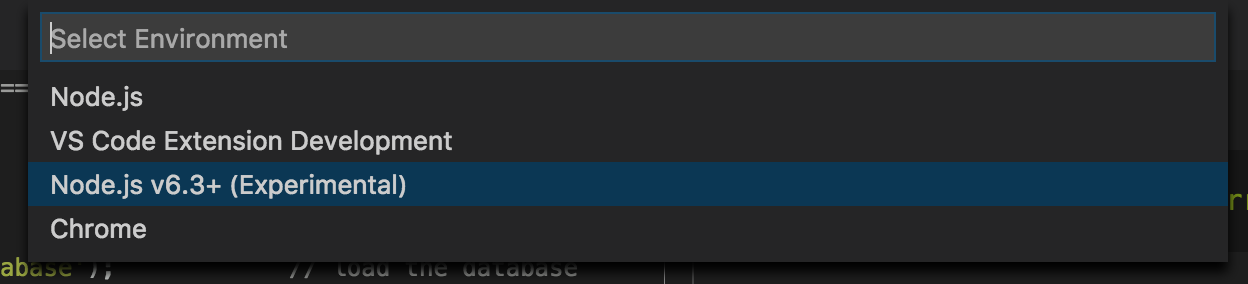 Select Environment
==
Node.js
VS Code Extension Development
Node.js v6.3+ (Experimental)
Chrome
abase'); // load the database